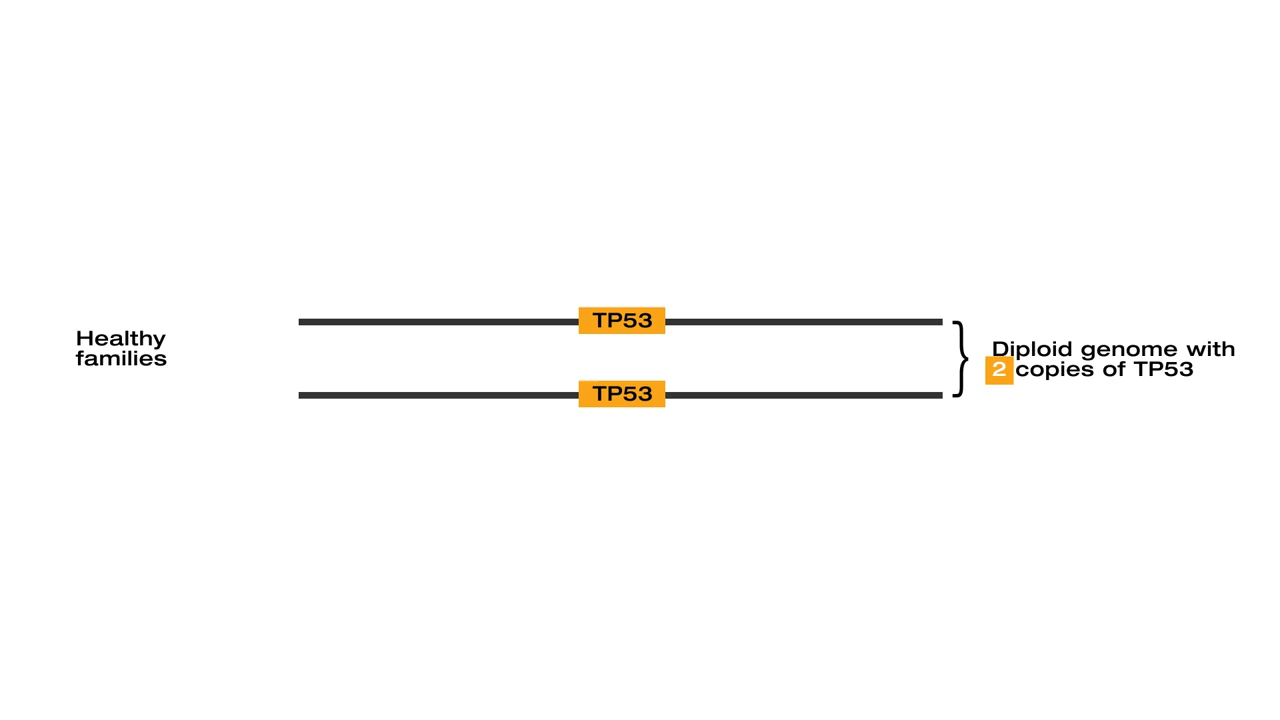 Healthy
families
TP53
TP53
Diploid genome with
2 copies of TP53